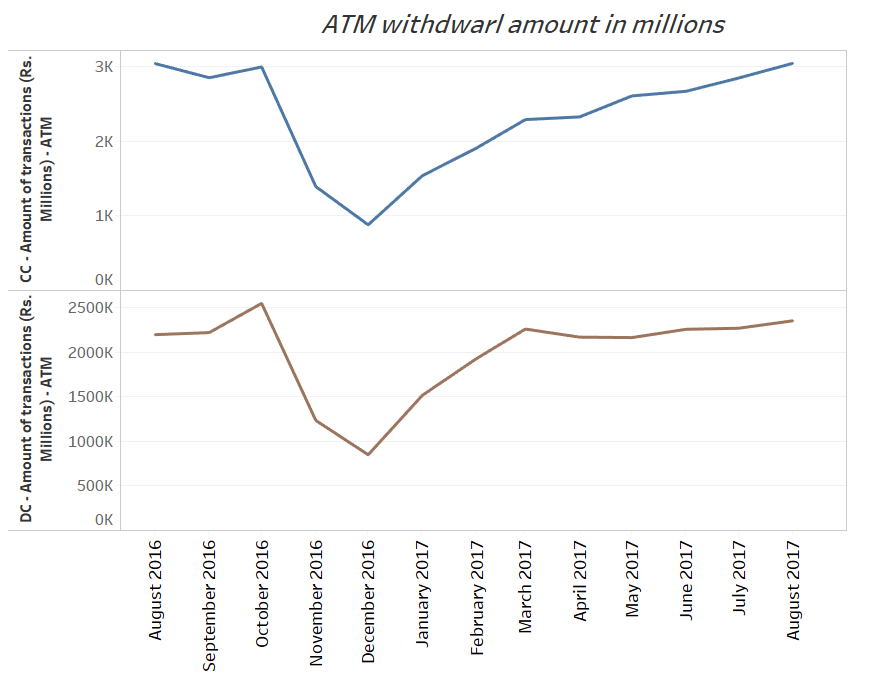 ATM withdwarl amount in millions
CC - Amount of transactions (Rs.
Millions) - ATM
3K
2K
1K
0K
DC - Amount of transactions (Rs.
Millions) - ATM
2500K
2000K
1500K
1000K
500K
0K
August 2016
September 2016
October 2016
November 2016
December 2016
January 2017
February 2017
March 2017
April 2017
May 2017
June 2017
July 2017
August 2017